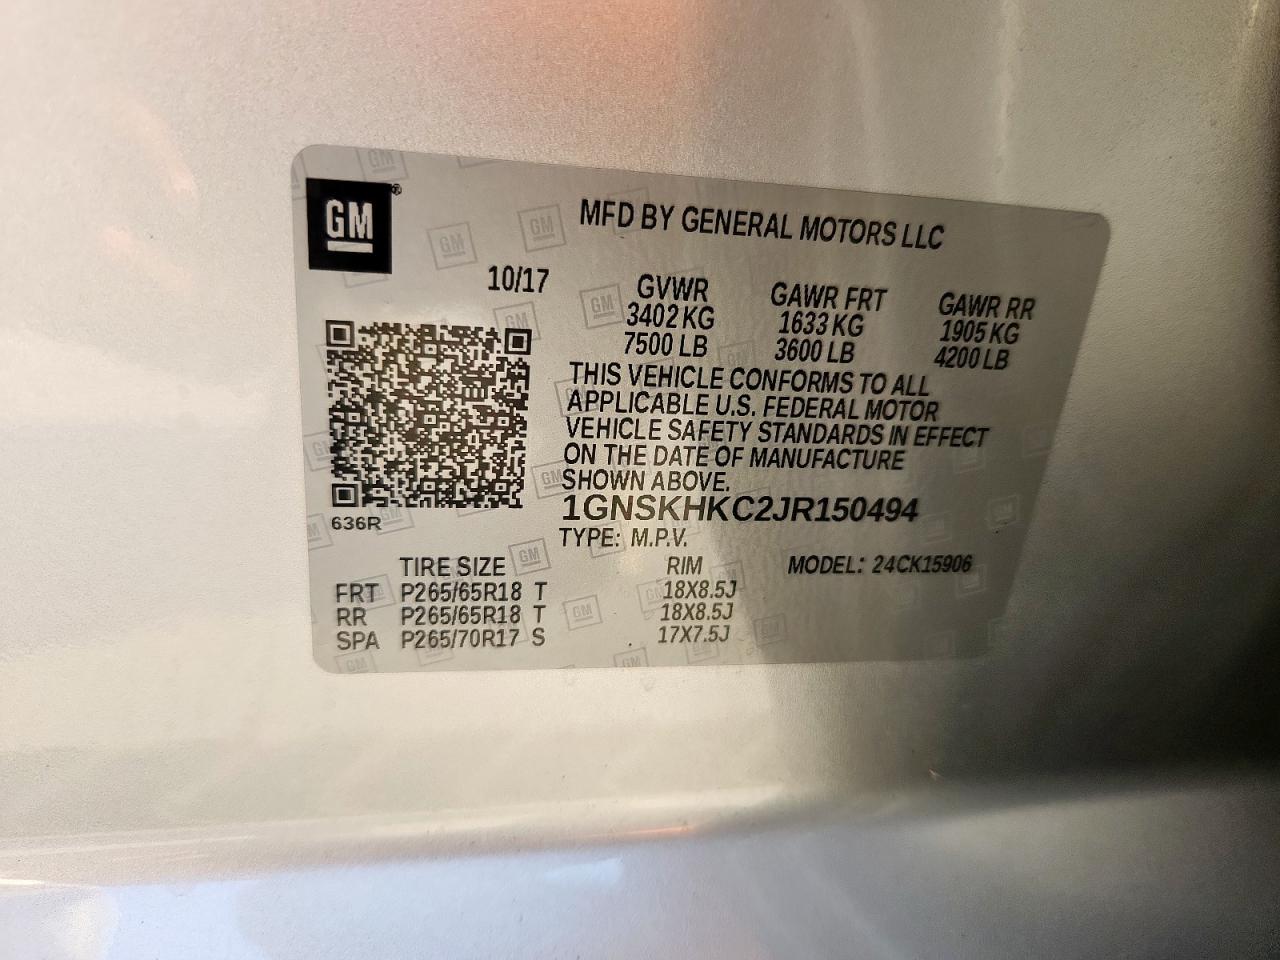 GM®
MFD BY GENERAL MOTORS LLC
10/17
GVWR GAWR FRT GAWR RR
3402 KG 1633 KG 1905 KG
7500 LB 3600 LB 4200 LB
THIS VEHICLE CONFORMS TO ALL
APPLICABLE U.S. FEDERAL MOTOR
VEHICLE SAFETY STANDARDS IN EFFECT
ON THE DATE OF MANUFACTURE
SHOWN ABOVE.
636R
1GNSKHKC2JR150494
TYPE: M.P.V.
TIRE SIZE RIM MODEL: 24CK15906
FRT P265/65R18 T 18X8.5J
RR P265/65R18 T 18X8.5J
SPA P265/70R17 S 17X7.5J